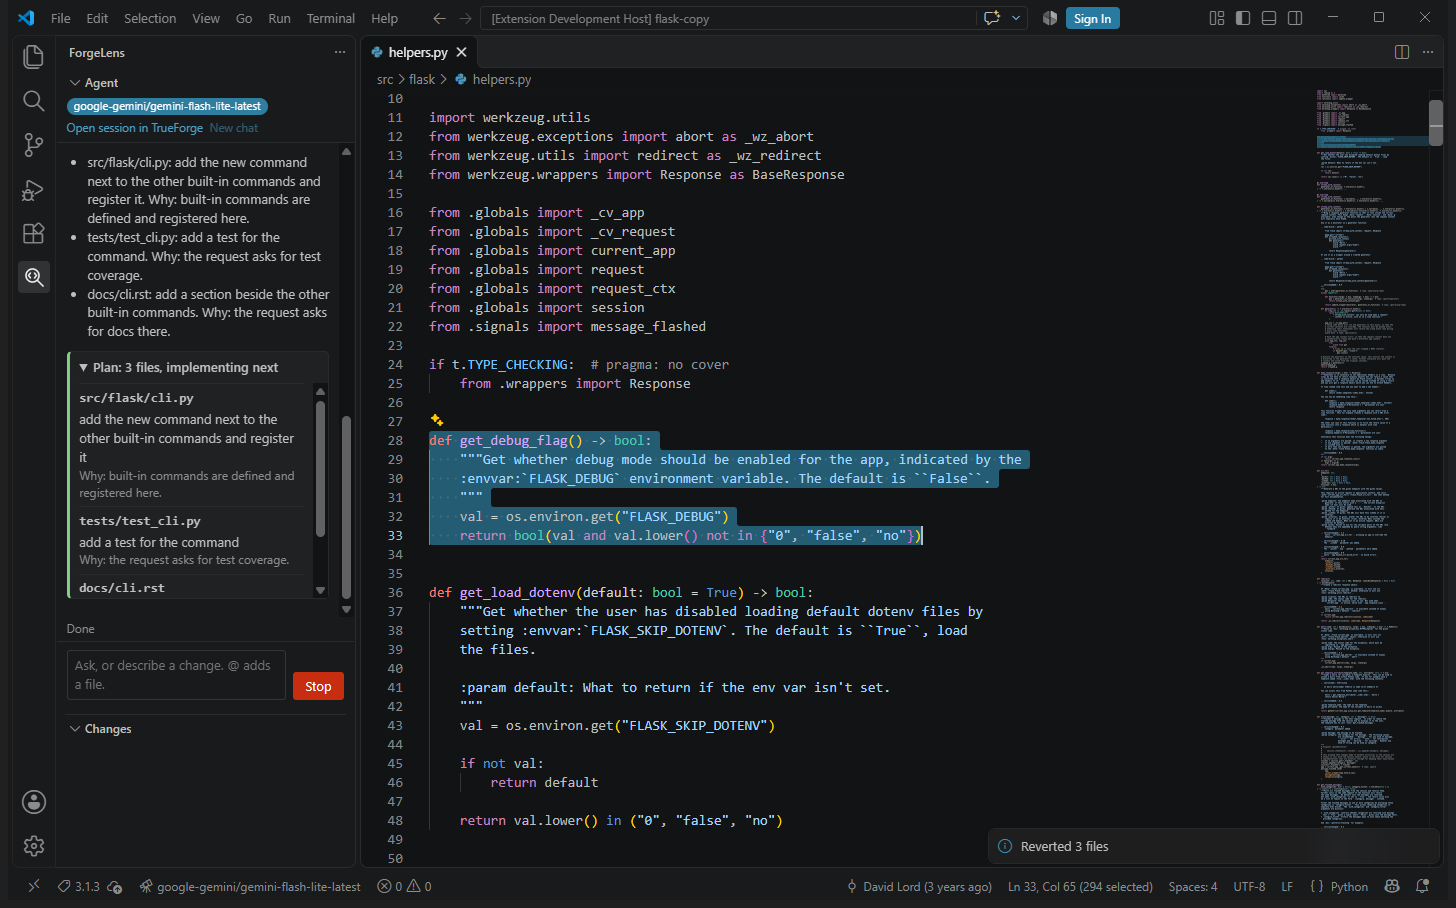 File Edit Selection View Go Run Terminal Help
[Extension Development Host] flask-copy
Sign In
ForgeLens
Agent
google-gemini/gemini-flash-lite-latest
Open session in TrueForge New chat
• src/flask/cli.py: add the new command
next to the other built-in commands and
register it. Why: built-in commands are
defined and registered here.
• tests/test_cli.py: add a test for the
command. Why: the request asks for test
coverage.
• docs/cli.rst: add a section beside the other
built-in commands. Why: the request asks
for docs there.
▼ Plan: 3 files, implementing next
src/flask/cli.py
add the new command next to the
other built-in commands and register
it
Why: built-in commands are defined and
registered here.
tests/test_cli.py
add a test for the command
Why: the request asks for test coverage.
docs/cli.rst
Done
Ask, or describe a change. @ adds
a file.
Stop
Changes
helpers.py
src > flask > helpers.py
10
11 import werkzeug.utils
12 from werkzeug.exceptions import abort as _wz_abort
13 from werkzeug.utils import redirect as _wz_redirect
14 from werkzeug.wrappers import Response as BaseResponse
15
16 from .globals import _cv_app
17 from .globals import _cv_request
18 from .globals import current_app
19 from .globals import request
20 from .globals import request_ctx
21 from .globals import session
22 from .signals import message_flashed
23
24 if t.TYPE_CHECKING:  # pragma: no cover
25     from .wrappers import Response
26
27
28 def get_debug_flag() -> bool:
29     """Get whether debug mode should be enabled for the app, indicated by the
30     :envvar:`FLASK_DEBUG` environment variable. The default is ``False``.
31     """
32     val = os.environ.get("FLASK_DEBUG")
33     return bool(val and val.lower() not in {"0", "false", "no"})
34
35
36 def get_load_dotenv(default: bool = True) -> bool:
37     """Get whether the user has disabled loading default dotenv files by
38     setting :envvar:`FLASK_SKIP_DOTENV`. The default is ``True``, load
39     the files.
40
41     :param default: What to return if the env var isn't set.
42     """
43     val = os.environ.get("FLASK_SKIP_DOTENV")
44
45     if not val:
46         return default
47
48     return val.lower() in ("0", "false", "no")
49
50
Reverted 3 files
3.1.3 google-gemini/gemini-flash-lite-latest 0 0 David Lord (3 years ago) Ln 33, Col 65 (294 selected) Spaces: 4 UTF-8 LF { } Python